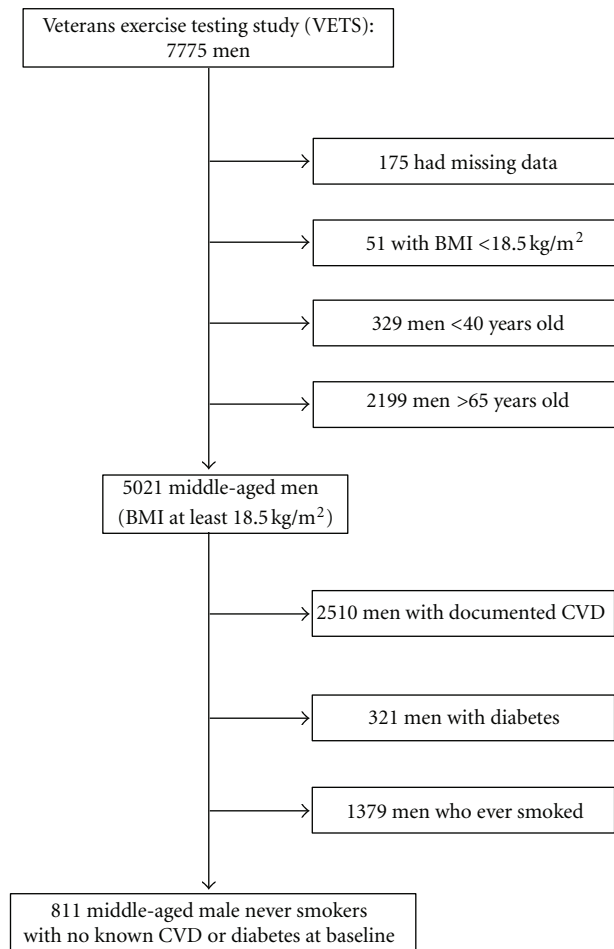 Veterans exercise testing study (VETS):
7775 men
175 had missing data
51 with BMI <18.5 kg/m²
329 men <40 years old
2199 men >65 years old
5021 middle-aged men
(BMI at least 18.5 kg/m²)
2510 men with documented CVD
321 men with diabetes
1379 men who ever smoked
811 middle-aged male never smokers
with no known CVD or diabetes at baseline